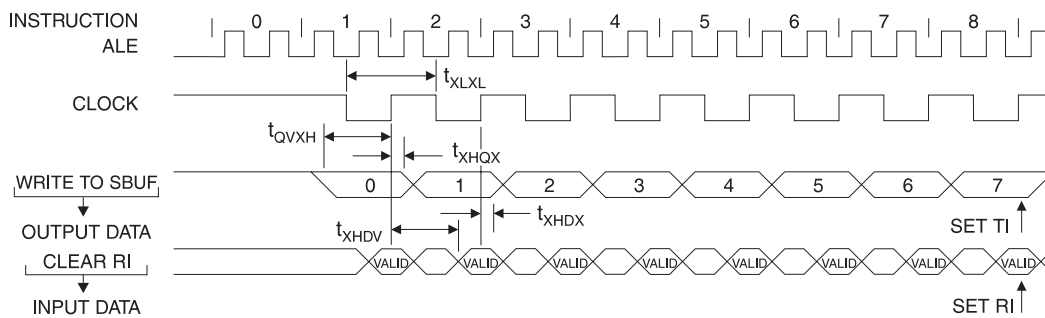 INSTRUCTION 0 1 2 3 4 5 6 7 8
ALE
tXLXL
CLOCK
tQVXH
tXHQX
WRITE TO SBUF 0 1 2 3 4 5 6 7
OUTPUT DATA
tXHDV
tXHDX
SET TI
CLEAR RI VALID VALID VALID VALID VALID VALID VALID VALID
INPUT DATA
SET RI